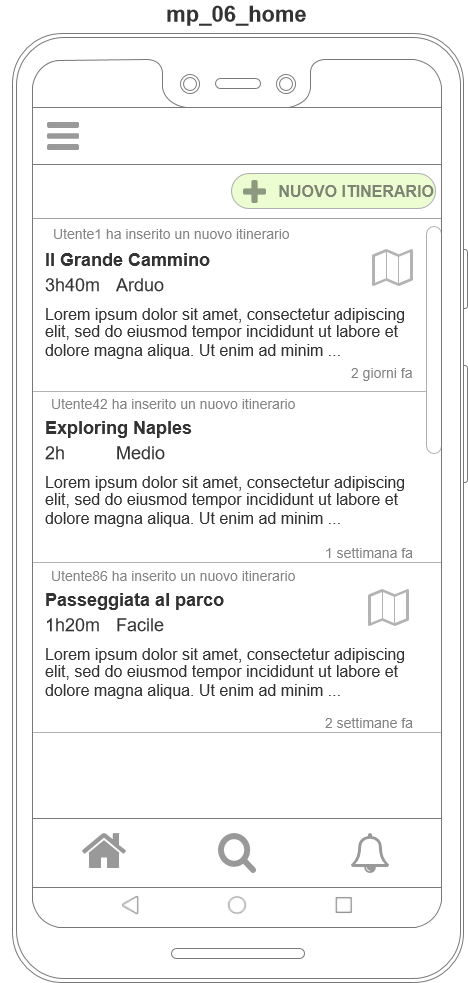 mp_06_home
NUOVO ITINERARIO
Utente1 ha inserito un nuovo itinerario
Il Grande Cammino
3h40m Arduo
Lorem ipsum dolor sit amet, consectetur adipiscing
elit, sed do eiusmod tempor incididunt ut labore et
dolore magna aliqua. Ut enim ad minim ...
2 giorni fa
Utente42 ha inserito un nuovo itinerario
Exploring Naples
2h Medio
Lorem ipsum dolor sit amet, consectetur adipiscing
elit, sed do eiusmod tempor incididunt ut labore et
dolore magna aliqua. Ut enim ad minim ...
1 settimana fa
Utente86 ha inserito un nuovo itinerario
Passeggiata al parco
1h20m Facile
Lorem ipsum dolor sit amet, consectetur adipiscing
elit, sed do eiusmod tempor incididunt ut labore et
dolore magna aliqua. Ut enim ad minim ...
2 settimane fa